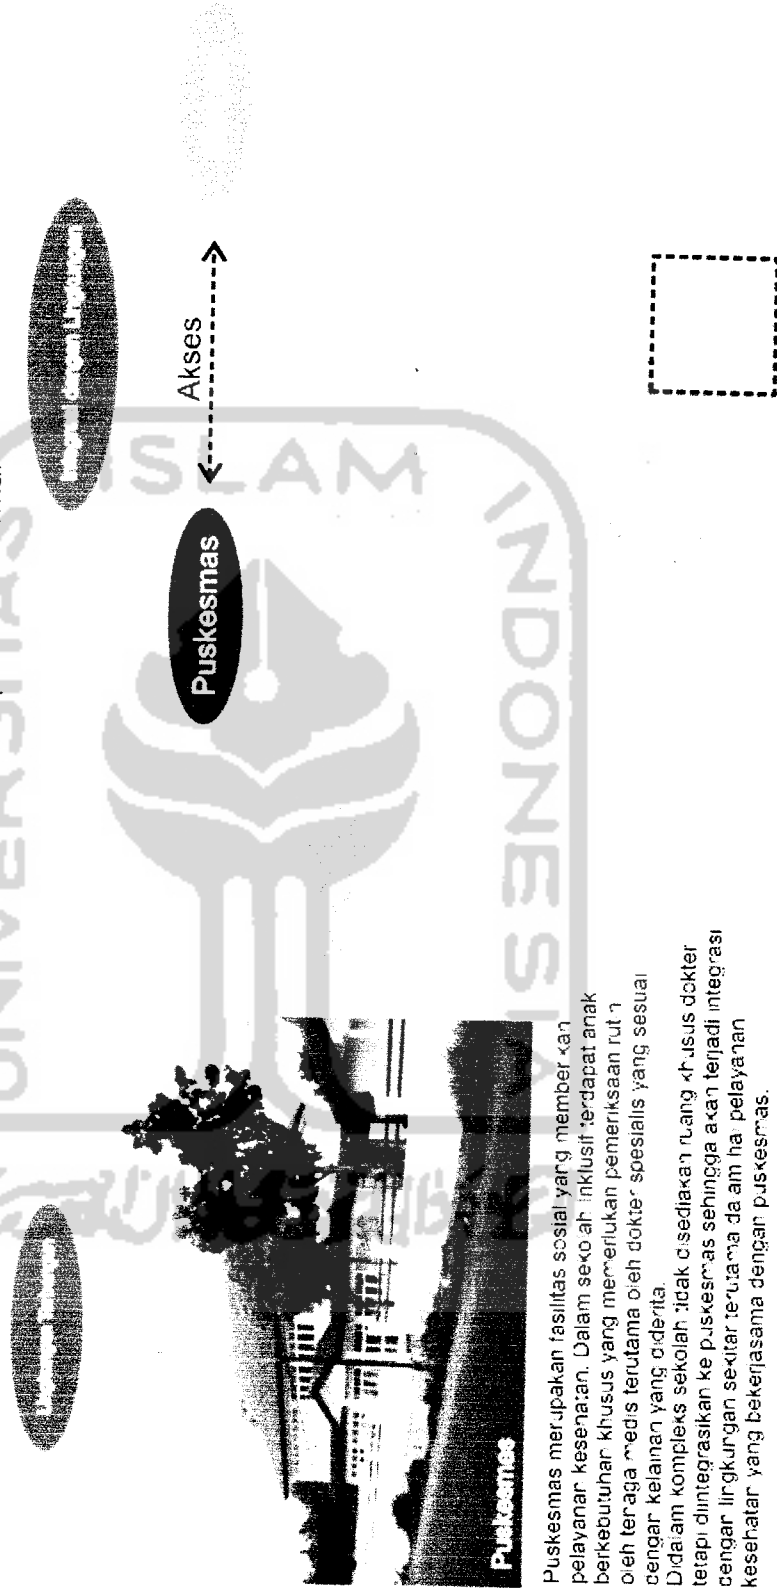 Puskesmas
Akses
Puskesmas
Puskesmas merupakan fasilitas sosial yang memberikan
pelayanan kesehatan. Dalam sekolah inklusif terdapat anak
berkebutuhan khusus yang memerlukan pemeriksaan rutin
oleh tenaga medis terutama oleh dokter spesialis yang sesuai
dengan kelainan yang diderita.
Didalam kompleks sekolah tidak disediakan ruang khusus dokter
tetapi diintegrasikan ke puskesmas sehingga akan terjadi integrasi
dengan lingkungan sekitar terutama dalam hal pelayanan
kesehatan yang bekerjasama dengan puskesmas.
UNIVERSITAS
ISLAM
INDONESIA